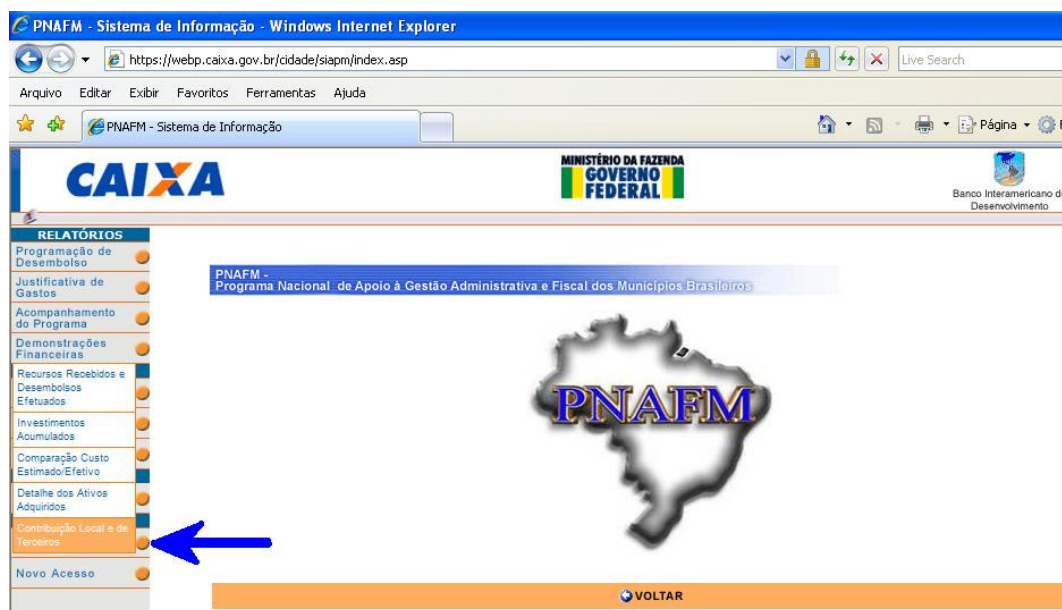 PNAFM - Sistema de Informação - Windows Internet Explorer
https://webp.caixa.gov.br/cidade/siapm/index.asp
Live Search
Arquivo Editar Exibir Favoritos Ferramentas Ajuda
PNAFM - Sistema de Informação
Página
CAIXA
MINISTÉRIO DA FAZENDA
GOVERNO
FEDERAL
Banco Interamericano d
Desenvolvimento
RELATÓRIOS
Programação de
Desembolso
Justificativa de
Gastos
Acompanhamento
do Programa
Demonstrações
Financeiras
Recursos Recebidos e
Desembolsos
Efetuados
Investimentos
Acumulados
Comparação Custo
Estimado/Efetivo
Detalhe dos Ativos
Adquiridos
Contribuição Local e de
Terceiros
Novo Acesso
PNAFM -
Programa Nacional de Apoio à Gestão Administrativa e Fiscal dos Municípios Brasileiros
PNAFM
VOLTAR